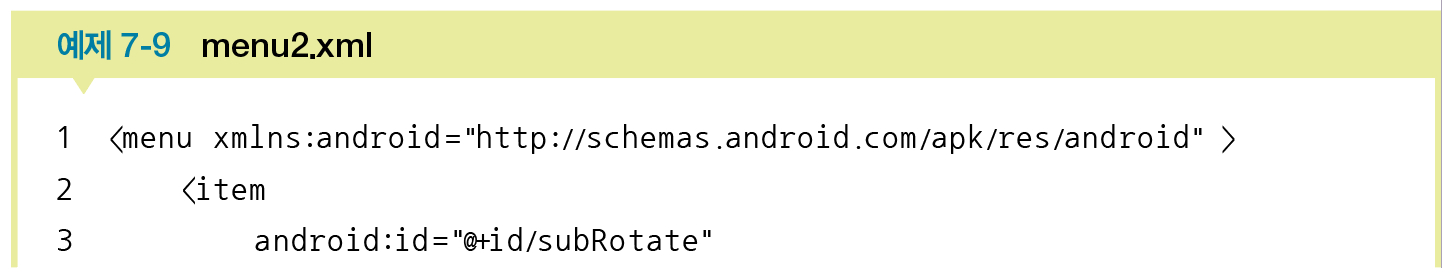 예제 7-9 menu2.xml
1 <menu xmlns:android="http://schemas.android.com/apk/res/android" >
2 <item
3 android:id="@+id/subRotate"